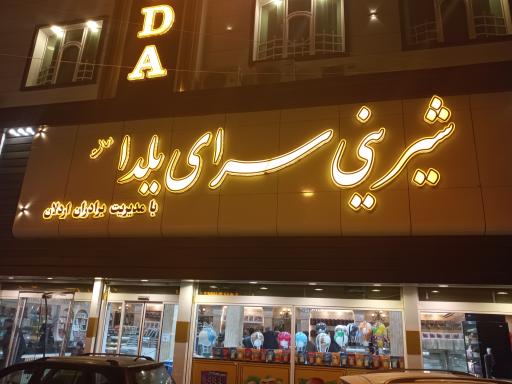 DA
شیرینی سرای یلدا
با مدیریت برادران اردلان